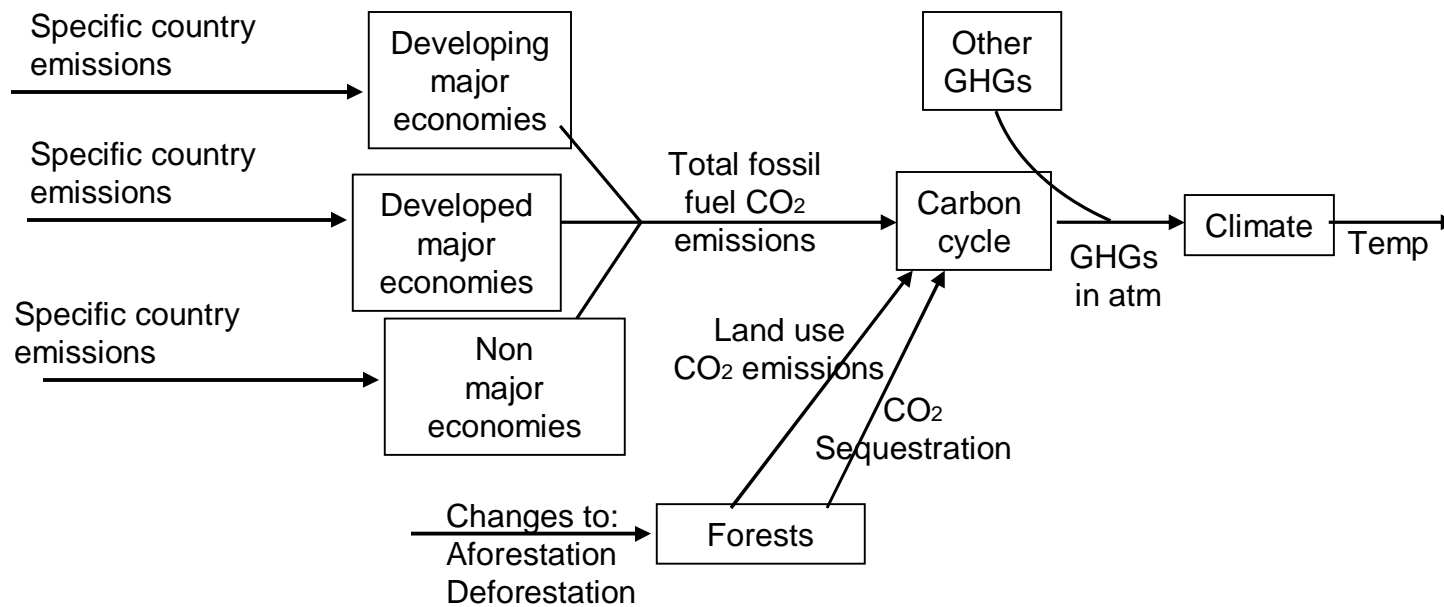 Specific country
emissions
Developing
major
economies
Other
GHGs
Specific country
emissions
Developed
major
economies
Total fossil
fuel CO2
emissions
Carbon
cycle
GHGs
in atm
Climate
Temp
Specific country
emissions
Non
major
economies
Land use
CO2 emissions
CO2
Sequestration
Changes to:
Aforestation
Deforestation
Forests